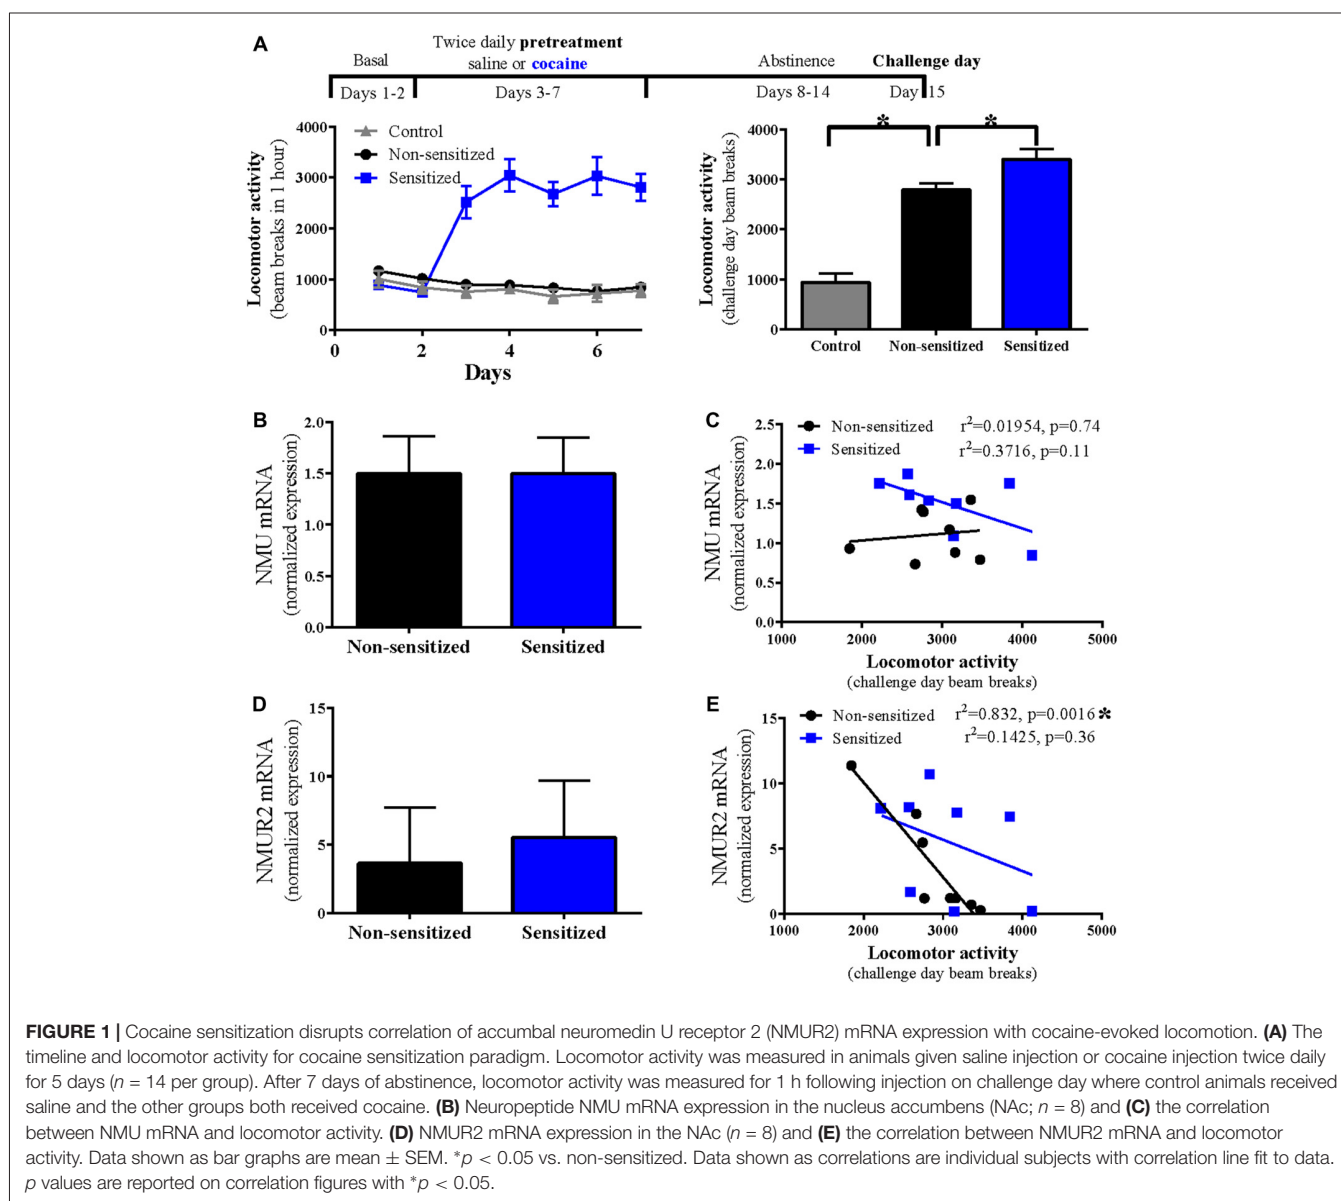 A
Basal
Twice daily pretreatment
saline or cocaine
Abstinence
Challenge day
Days 1-2
Days 3-7
Days 8-14
Day 15
Locomotor activity
(beam breaks in 1 hour)
4000
3000
2000
1000
0
Control
Non-sensitized
Sensitized
0
2
4
6
Days
Locomotor activity
(challenge day beam breaks)
4000
3000
2000
1000
0
*
*
Control
Non-sensitized
Sensitized
B
NMU mRNA
(normalized expression)
2.0
1.5
1.0
0.5
0.0
Non-sensitized
Sensitized
C
NMU mRNA
(normalized expression)
2.5
2.0
1.5
1.0
0.5
0.0
Non-sensitized
r²=0.01954, p=0.74
Sensitized
r²=0.3716, p=0.11
1000
2000
3000
4000
5000
Locomotor activity
(challenge day beam breaks)
D
NMUR2 mRNA
(normalized expression)
15
10
5
0
Non-sensitized
Sensitized
E
NMUR2 mRNA
(normalized expression)
15
10
5
0
Non-sensitized
r²=0.832, p=0.0016*
Sensitized
r²=0.1425, p=0.36
1000
2000
3000
4000
5000
Locomotor activity
(challenge day beam breaks)
FIGURE 1 | Cocaine sensitization disrupts correlation of accumbal neuromedin U receptor 2 (NMUR2) mRNA expression with cocaine-evoked locomotion. (A) The
timeline and locomotor activity for cocaine sensitization paradigm. Locomotor activity was measured in animals given saline injection or cocaine injection twice daily
for 5 days (n = 14 per group). After 7 days of abstinence, locomotor activity was measured for 1 h following injection on challenge day where control animals received
saline and the other groups both received cocaine. (B) Neuropeptide NMU mRNA expression in the nucleus accumbens (NAc; n = 8) and (C) the correlation
between NMU mRNA and locomotor activity. (D) NMUR2 mRNA expression in the NAc (n = 8) and (E) the correlation between NMUR2 mRNA and locomotor
activity. Data shown as bar graphs are mean ± SEM. *p < 0.05 vs. non-sensitized. Data shown as correlations are individual subjects with correlation line fit to data.
p values are reported on correlation figures with *p < 0.05.